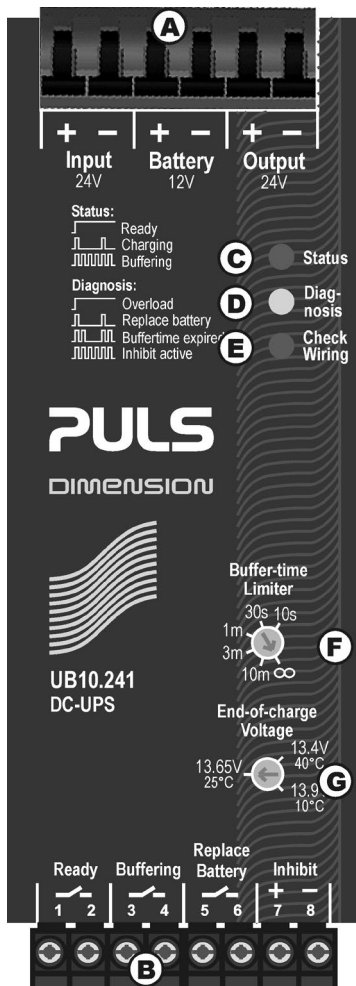 A
+ − + − + −
Input Battery Output
24V 12V 24V
Status:
Ready
Charging
Buffering
Diagnosis:
Overload
Replace battery
Buffertime expired
Inhibit active
C Status
D Diag-
nosis
E Check
Wiring
PULS
DIMENSION
UB10.241
DC-UPS
Buffer-time
Limiter
30s 10s
1m
3m
10m ∞
F
End-of-charge
Voltage
13.4V
40°C
13.65V
25°C
13.9V
10°C
G
Ready Buffering Replace
Battery Inhibit
+ −
1 2 3 4 5 6 7 8
B